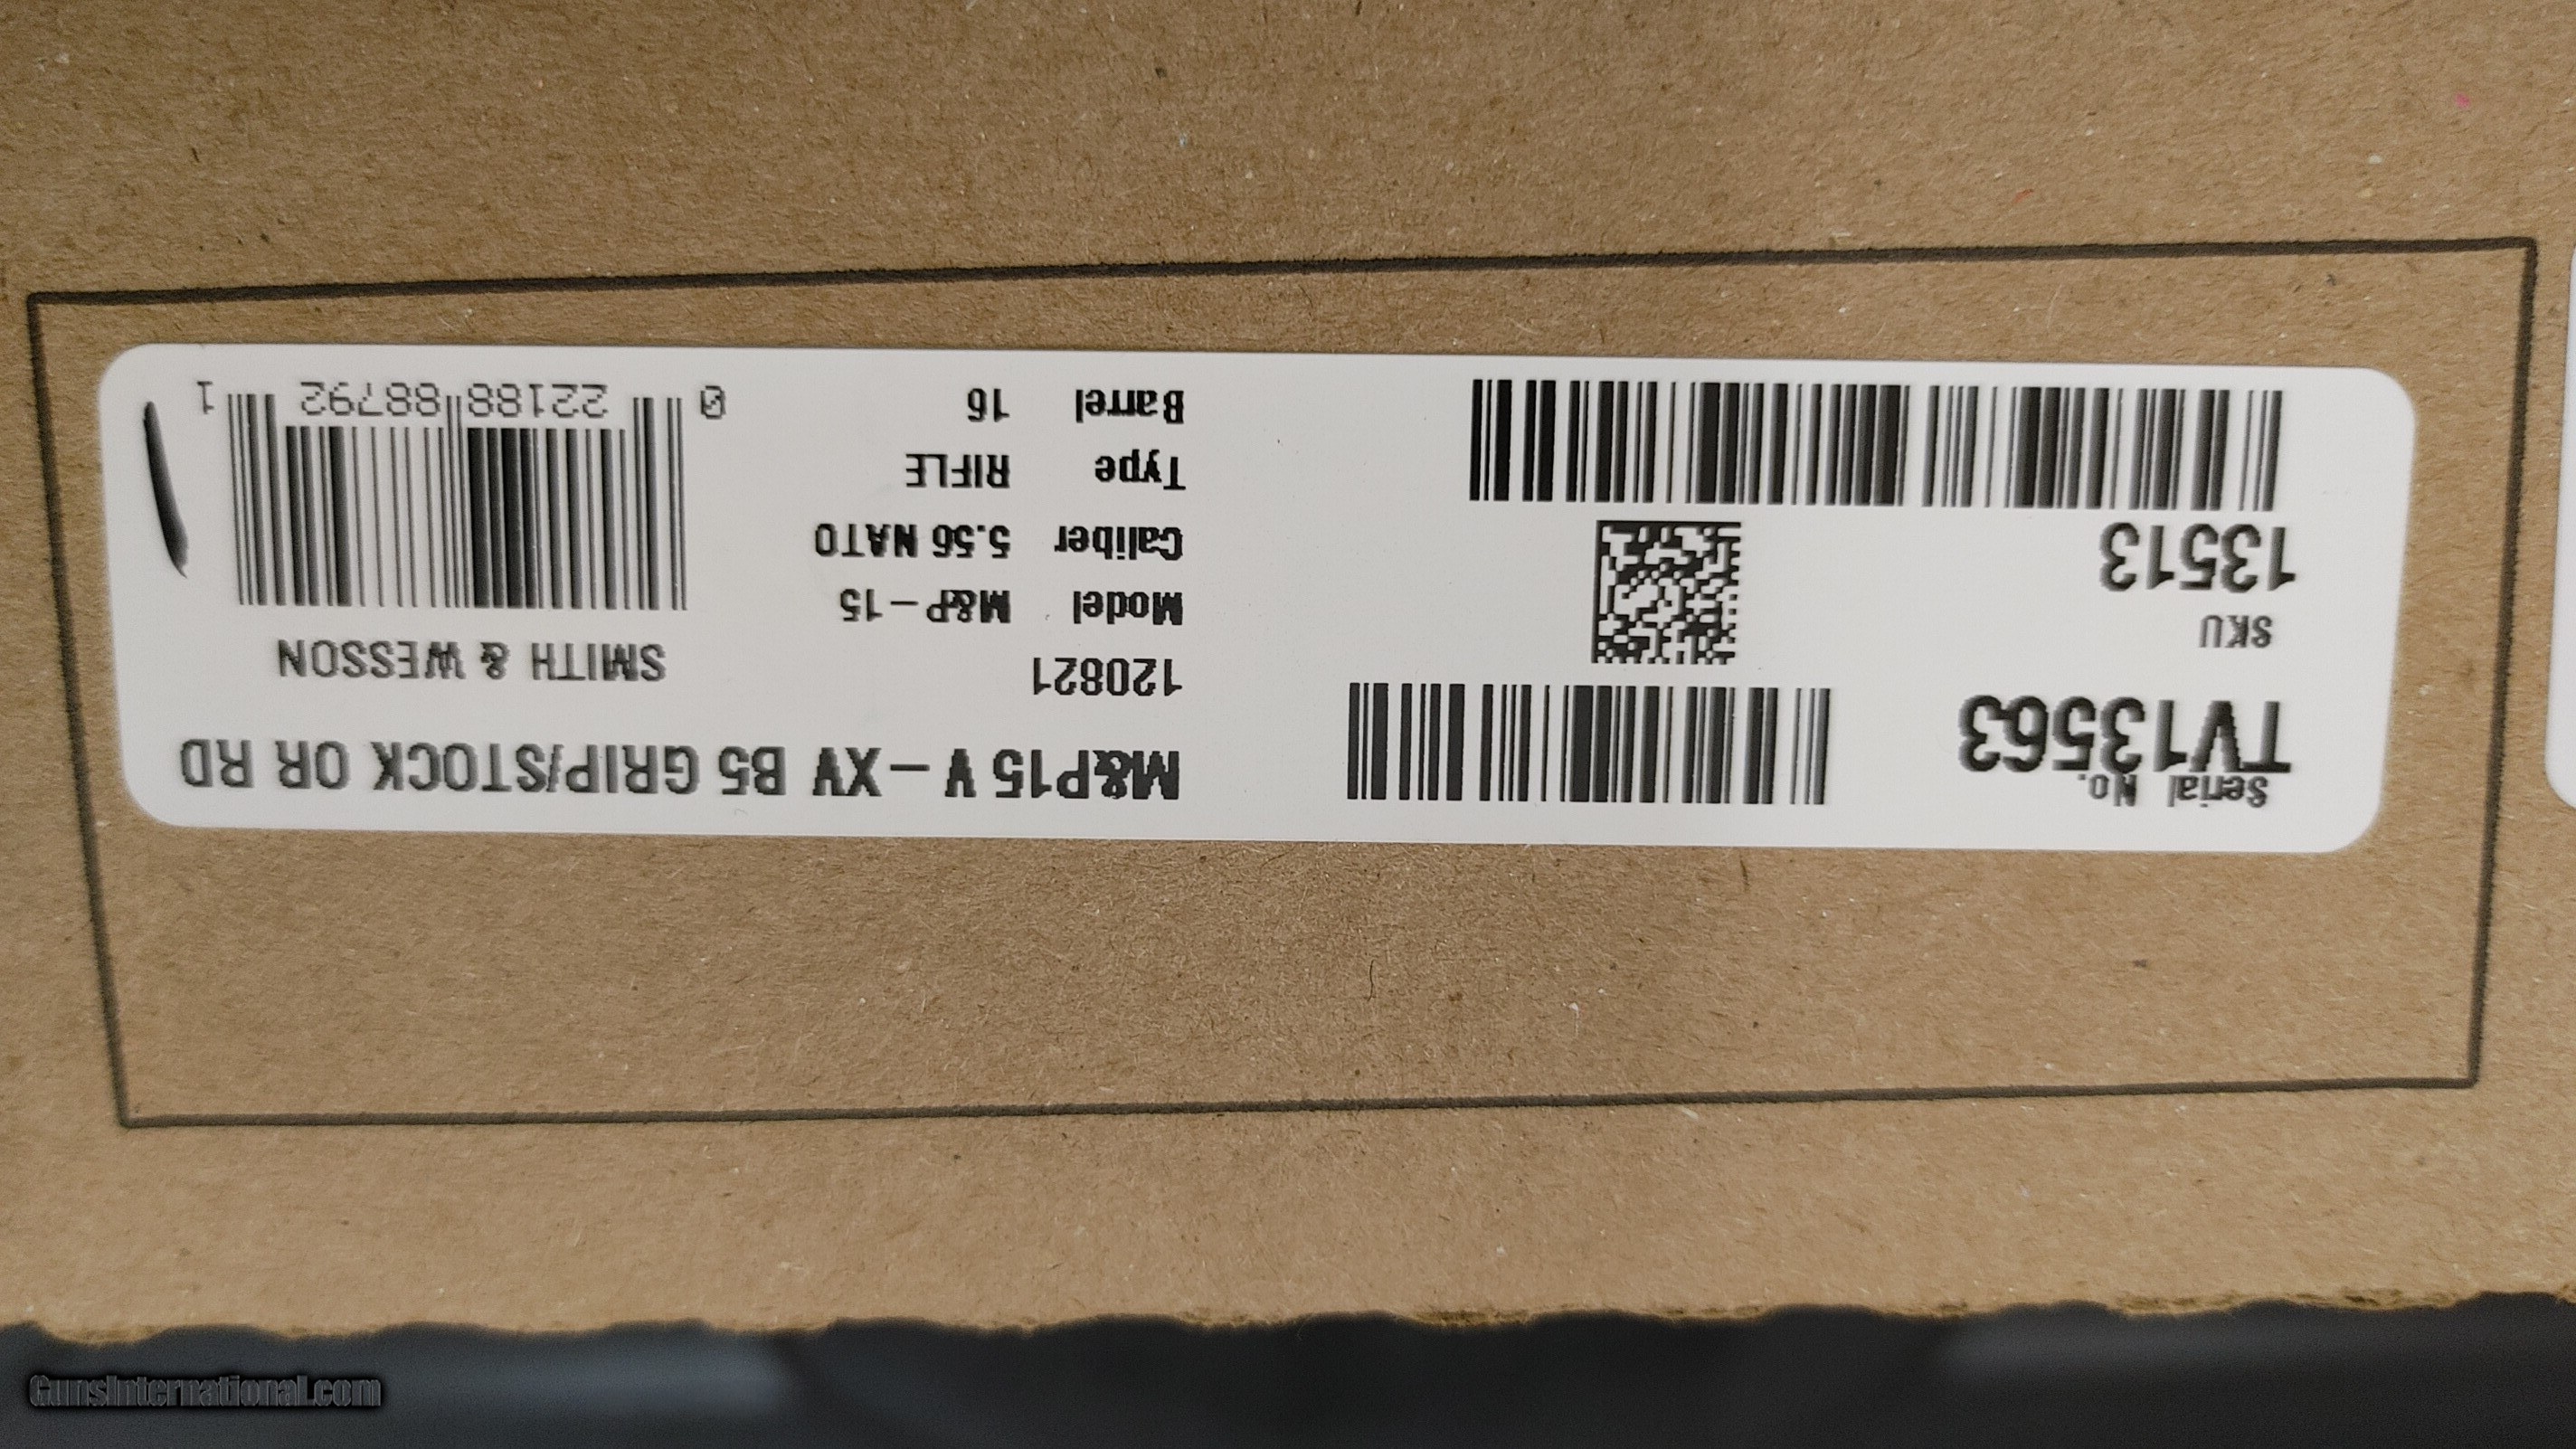 Serial No.
TV13563
SKU
13513
M&P15 V-XV B5 GRIP/STOCK OR RD
120821
Model M&P-15
Caliber 5.56 NATO
Type RIFLE
Barrel 16
SMITH & WESSON
0 22188 88792 1
GunsInternational.com